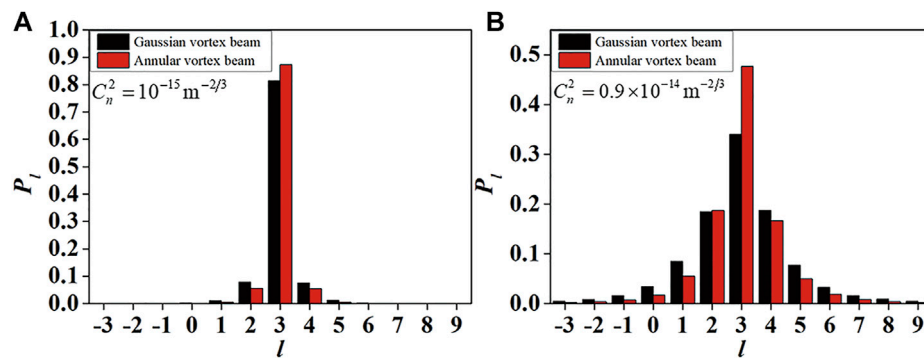 A
1.0
0.9
0.8
0.7
0.6
0.5
0.4
0.3
0.2
0.1
0.0
P_l
Gaussian vortex beam
Annular vortex beam
C_n^2 = 10^{-15} m^{-2/3}
-3 -2 -1 0 1 2 3 4 5 6 7 8 9
l
B
0.5
0.4
0.3
0.2
0.1
0.0
P_l
Gaussian vortex beam
Annular vortex beam
C_n^2 = 0.9×10^{-14} m^{-2/3}
-3 -2 -1 0 1 2 3 4 5 6 7 8 9
l